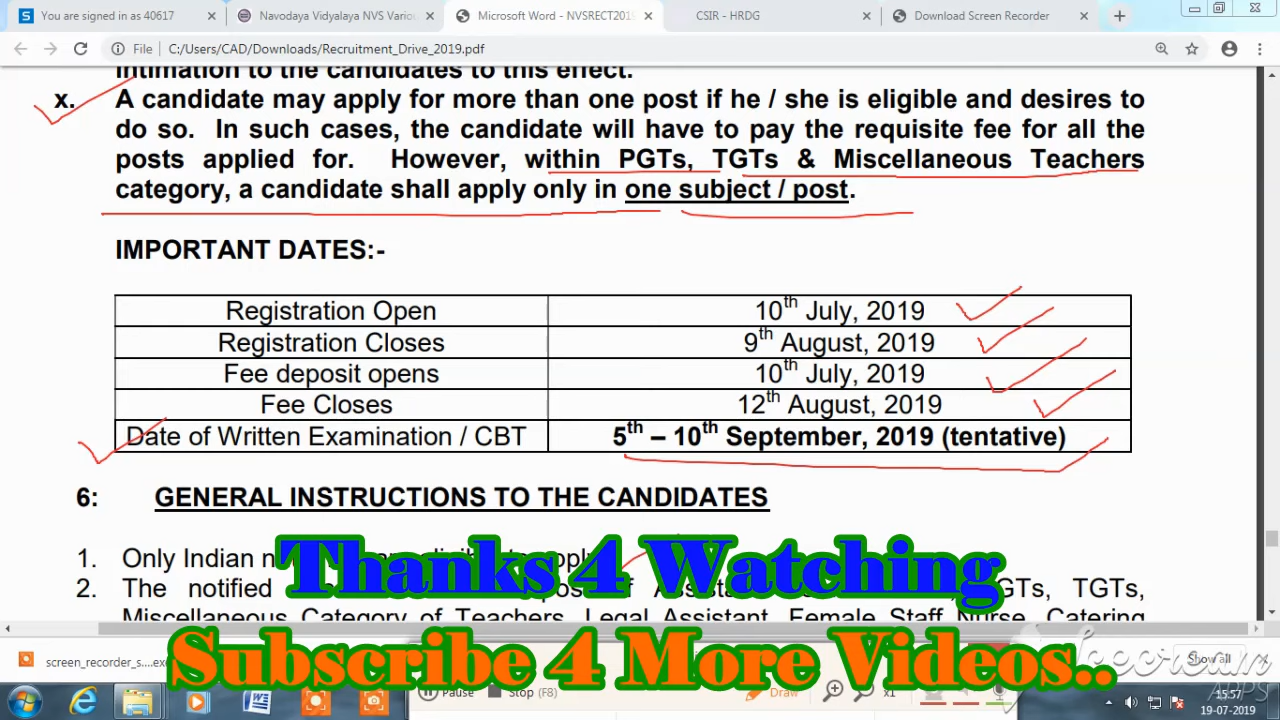 You are signed in as 40617
Navodaya Vidyalaya NVS Vario
Microsoft Word - NVSRECT2019
CSIR - HRDG
Download Screen Recorder
File C:/Users/CAD/Downloads/Recruitment_Drive_2019.pdf
intimation to the candidates to this effect.
x. A candidate may apply for more than one post if he / she is eligible and desires to
do so. In such cases, the candidate will have to pay the requisite fee for all the
posts applied for. However, within PGTs, TGTs & Miscellaneous Teachers
category, a candidate shall apply only in one subject / post.
IMPORTANT DATES:-
Registration Open 10th July, 2019
Registration Closes 9th August, 2019
Fee deposit opens 10th July, 2019
Fee Closes 12th August, 2019
Date of Written Examination / CBT 5th – 10th September, 2019 (tentative)
6: GENERAL INSTRUCTIONS TO THE CANDIDATES
1. Only Indian
2. The notified TGTs,
Miscellaneous Category of Teachers, Legal Assistant, Female Staff Nurse, Catering
Thanks 4 Watching
Subscribe 4 More Videos..
screen_recorder_s....exe
Show all
Pause Stop (F8) Draw x1
APPS
15:57
19-07-2019